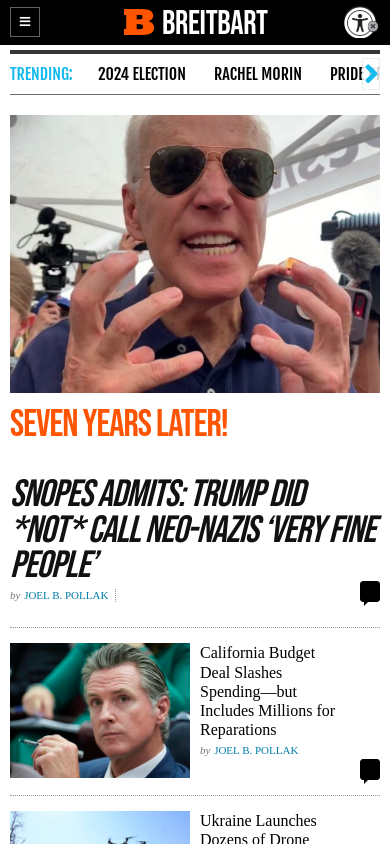 B BREITBART
TRENDING: 2024 ELECTION RACHEL MORIN PRIDE
SEVEN YEARS LATER!
SNOPES ADMITS: TRUMP DID
*NOT* CALL NEO-NAZIS ‘VERY FINE
PEOPLE’
by JOEL B. POLLAK
California Budget
Deal Slashes
Spending—but
Includes Millions for
Reparations
by JOEL B. POLLAK
Ukraine Launches
Dozens of Drone